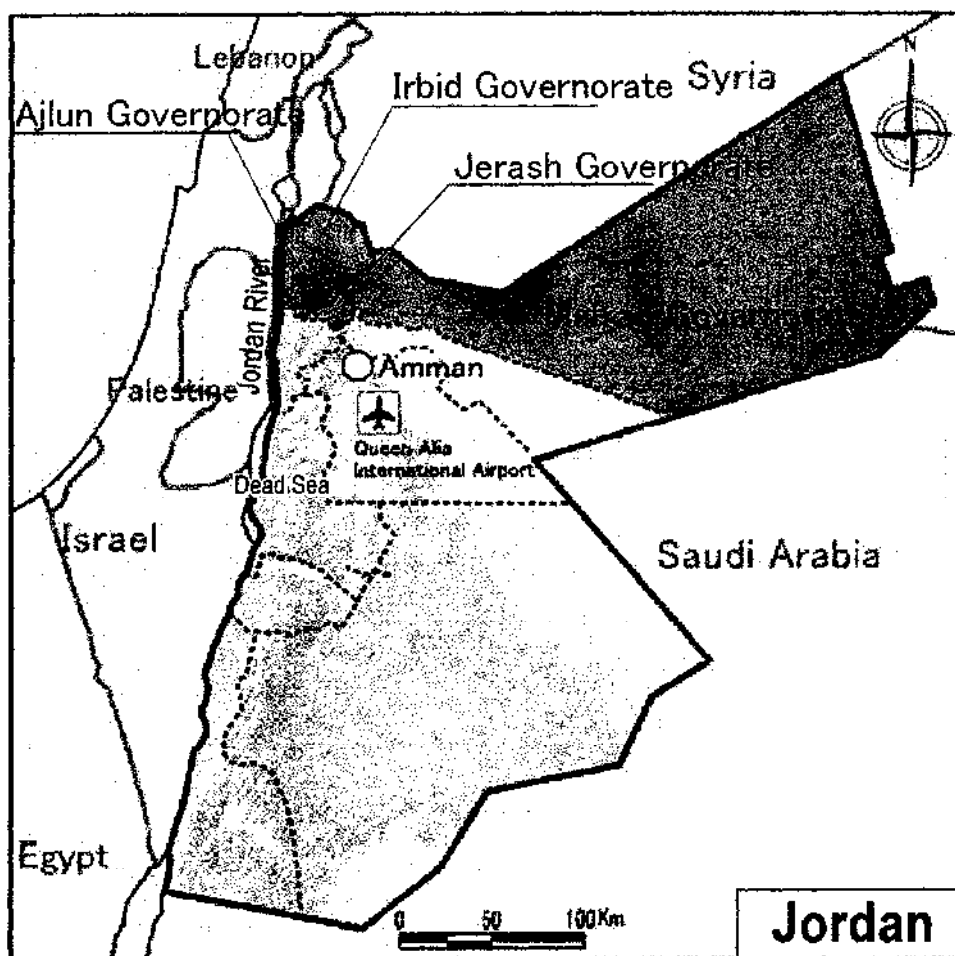 Lebanon
Irbid Governorate
Syria
N
Ajlun Governorate
Jerash Governorate
Jordan River
Amman
Palestine
Queen Alia
International Airport
Dead Sea
Israel
Saudi Arabia
Egypt
0 50 100Km
Jordan